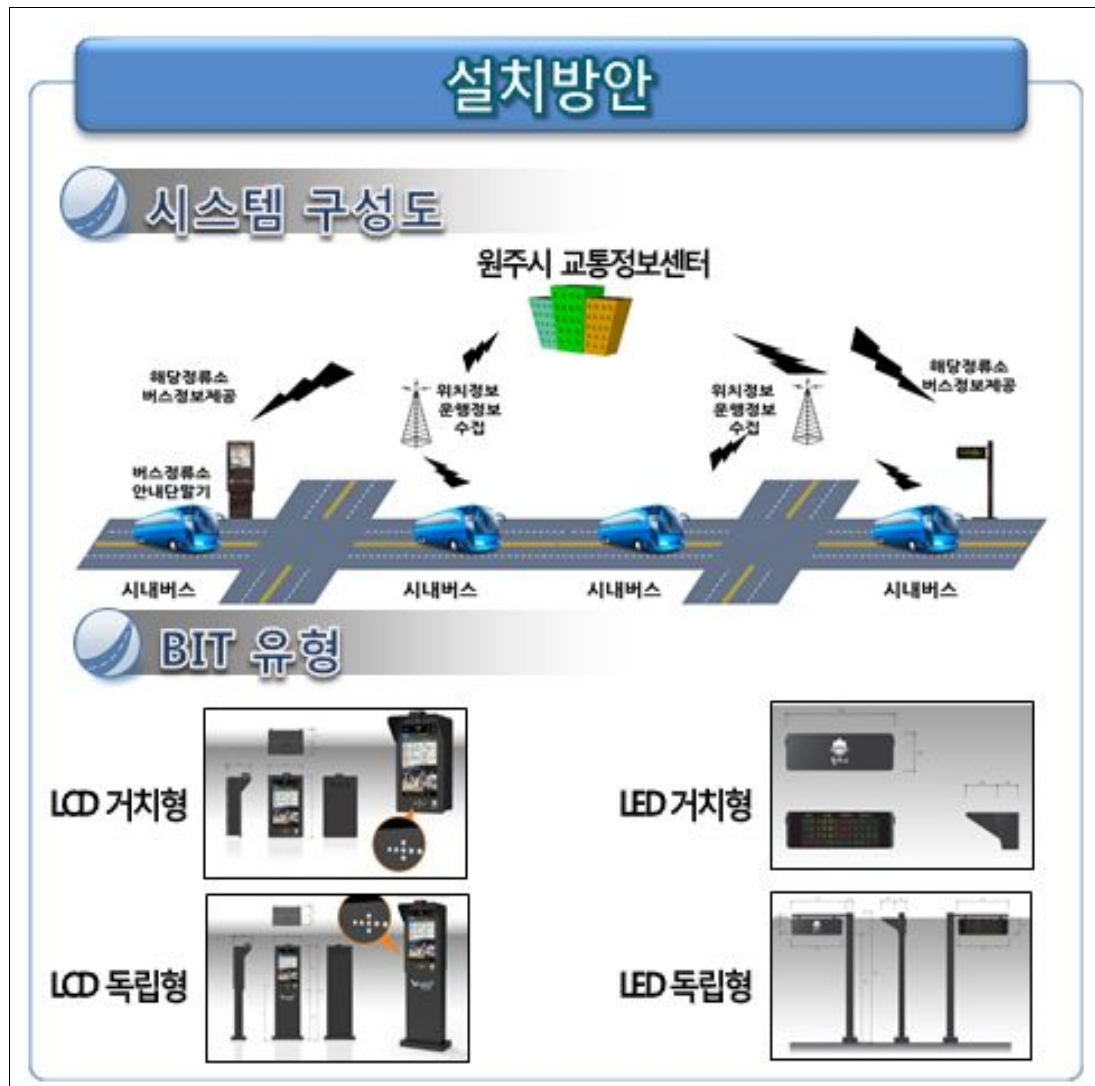 설치방안
시스템 구성도
원주시 교통정보센터
해당정류소
버스정보제공
위치정보
운행정보
수집
위치정보
운행정보
수집
해당정류소
버스정보제공
버스정류소
안내단말기
시내버스
시내버스
시내버스
시내버스
BIT 유형
LCD 거치형
LED 거치형
LCD 독립형
LED 독립형